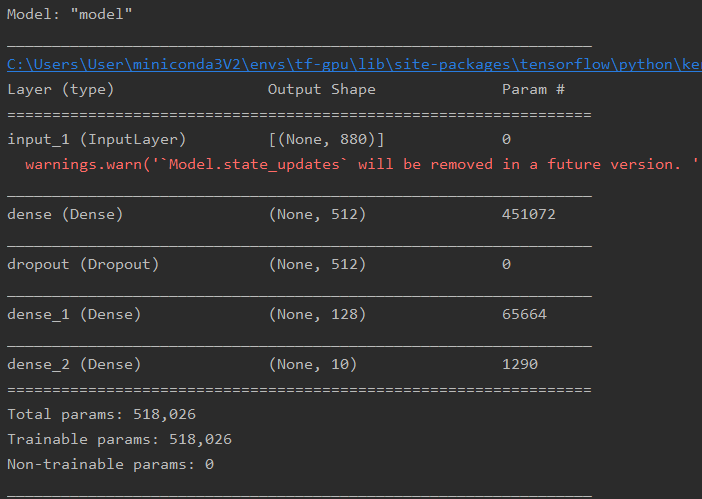 Model: "model"
_________________________________________________________________
C:\Users\User\miniconda3V2\envs\tf-gpu\lib\site-packages\tensorflow\python\ke
Layer (type)                 Output Shape              Param #
=================================================================
input_1 (InputLayer)         [(None, 880)]             0
  warnings.warn('`Model.state_updates` will be removed in a future version. '
_________________________________________________________________
dense (Dense)                (None, 512)               451072
_________________________________________________________________
dropout (Dropout)            (None, 512)               0
_________________________________________________________________
dense_1 (Dense)              (None, 128)               65664
_________________________________________________________________
dense_2 (Dense)              (None, 10)                1290
=================================================================
Total params: 518,026
Trainable params: 518,026
Non-trainable params: 0
_________________________________________________________________